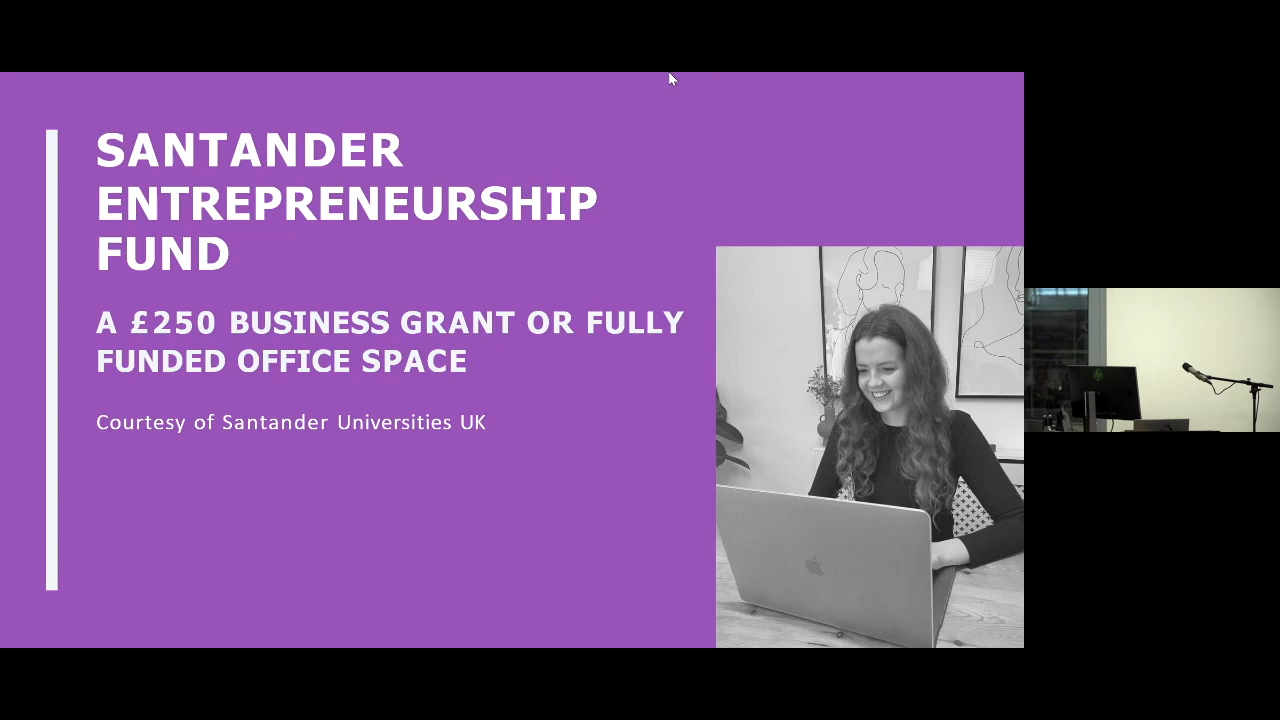 SANTANDER
ENTREPRENEURSHIP
FUND
A £250 BUSINESS GRANT OR FULLY
FUNDED OFFICE SPACE
Courtesy of Santander Universities UK